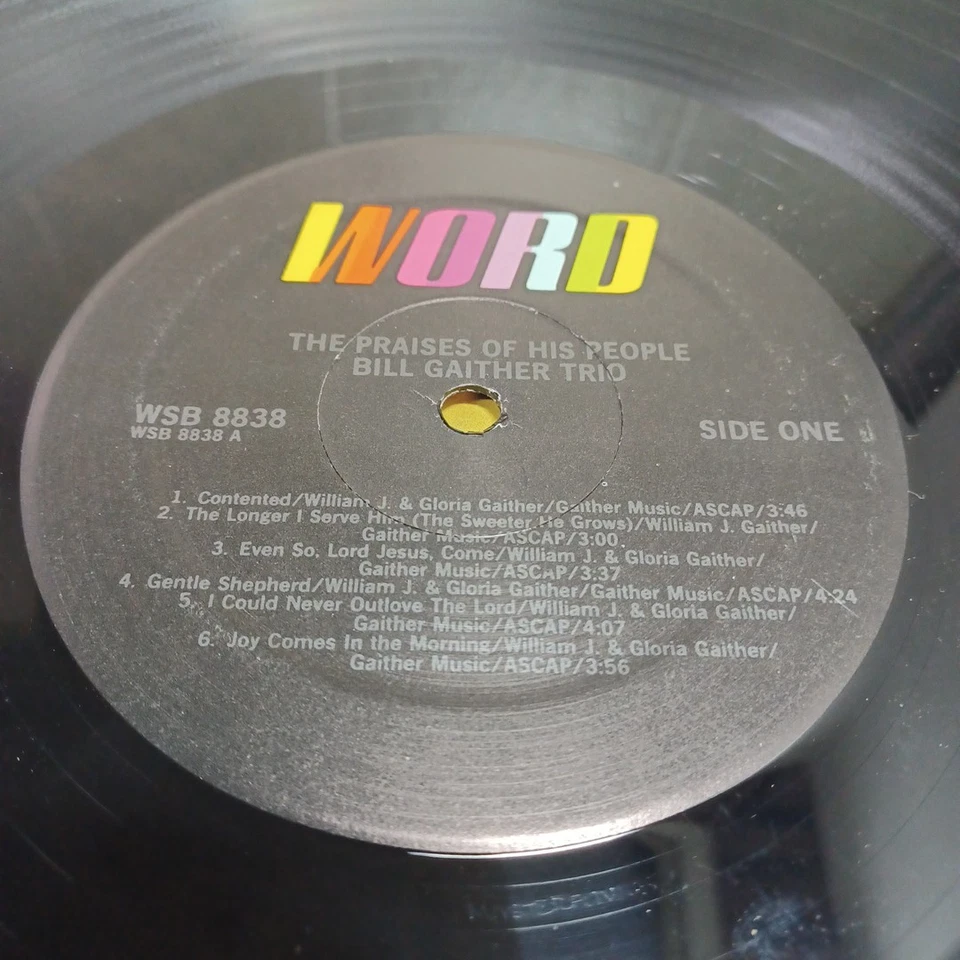 WORD
THE PRAISES OF HIS PEOPLE
BILL GAITHER TRIO
WSB 8838
WSB 8838 A
SIDE ONE
1. Contented/William J. & Gloria Gaither/Gaither Music/ASCAP/3:46
2. The Longer I Serve Him (The Sweeter He Grows)/William J. Gaither/
Gaither Music/ASCAP/3:00
3. Even So, Lord Jesus, Come/William J. & Gloria Gaither/
Gaither Music/ASCAP/3:37
4. Gentle Shepherd/William J. & Gloria Gaither/Gaither Music/ASCAP/4:24
5. I Could Never Outlove The Lord/William J. & Gloria Gaither/
Gaither Music/ASCAP/4:07
6. Joy Comes In the Morning/William J. & Gloria Gaither/
Gaither Music/ASCAP/3:56